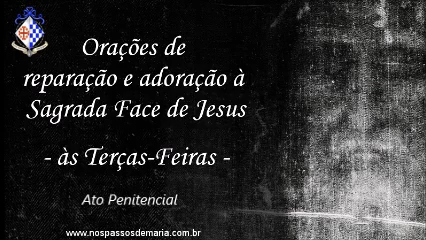 Orações de
reparação e adoração à
Sagrada Face de Jesus
- às Terças-Feiras -
Ato Penitencial
www.nospassosdemaria.com.br